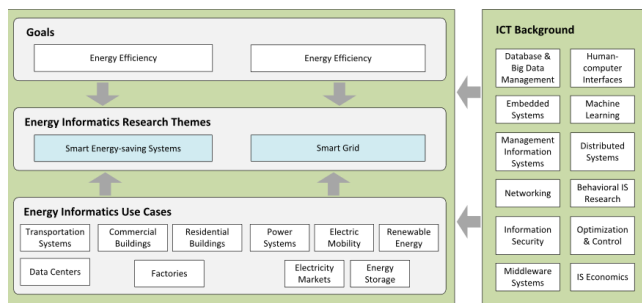 Goals
Energy Efficiency
Energy Efficiency
Energy Informatics Research Themes
Smart Energy-saving Systems
Smart Grid
Energy Informatics Use Cases
Transportation
Systems
Commercial
Buildings
Residential
Buildings
Power
Systems
Electric
Mobility
Renewable
Energy
Data Centers
Factories
Electricity
Markets
Energy
Storage
ICT Background
Database &
Big Data
Management
Human-
computer
Interfaces
Embedded
Systems
Machine
Learning
Management
Information
Systems
Distributed
Systems
Networking
Behavioral IS
Research
Information
Security
Optimization
& Control
Middleware
Systems
IS Economics